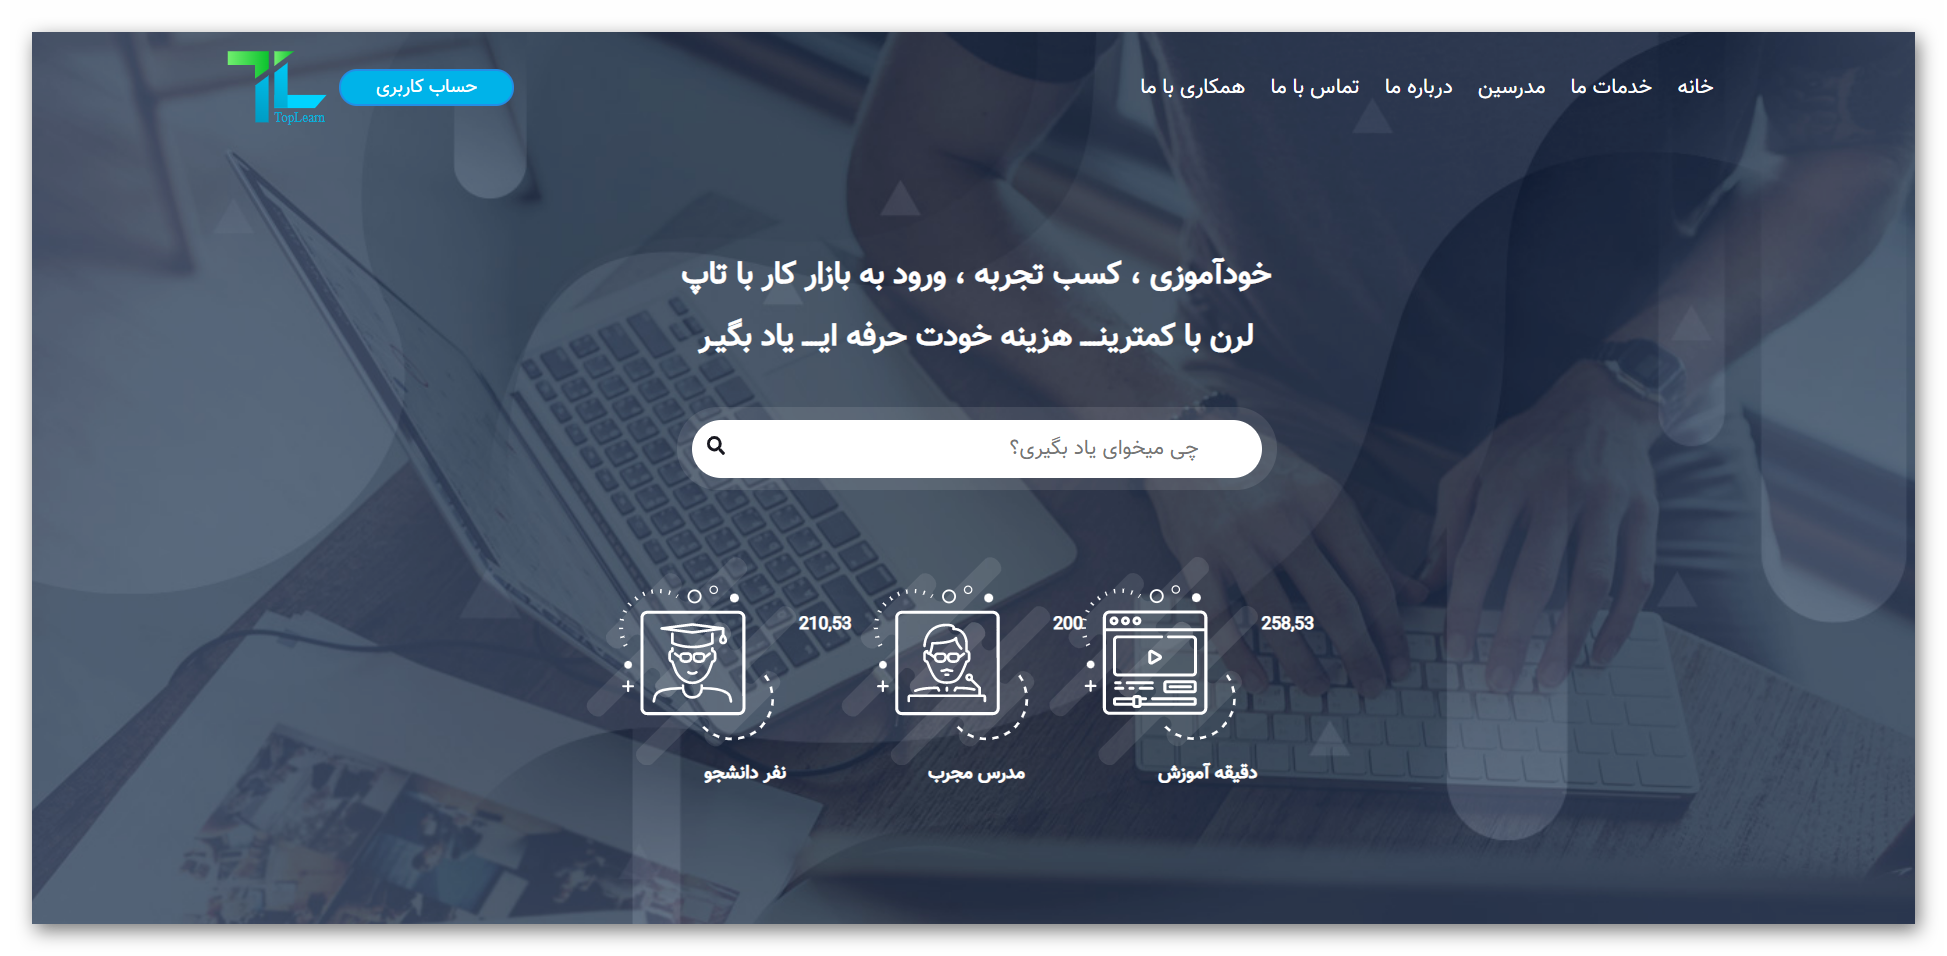 خانه
خدمات ما
مدرسین
درباره ما
تماس با ما
همکاری با ما
حساب کاربری
TopLearn
خودآموزی ، کسب تجربه ، ورود به بازار کار با تاپ
لرن با کمترینــ هزینه خودت حرفه ایــ یاد بگیر
چی میخوای یاد بگیری؟
258,53
200
210,53
دقیقه آموزش
مدرس مجرب
نفر دانشجو